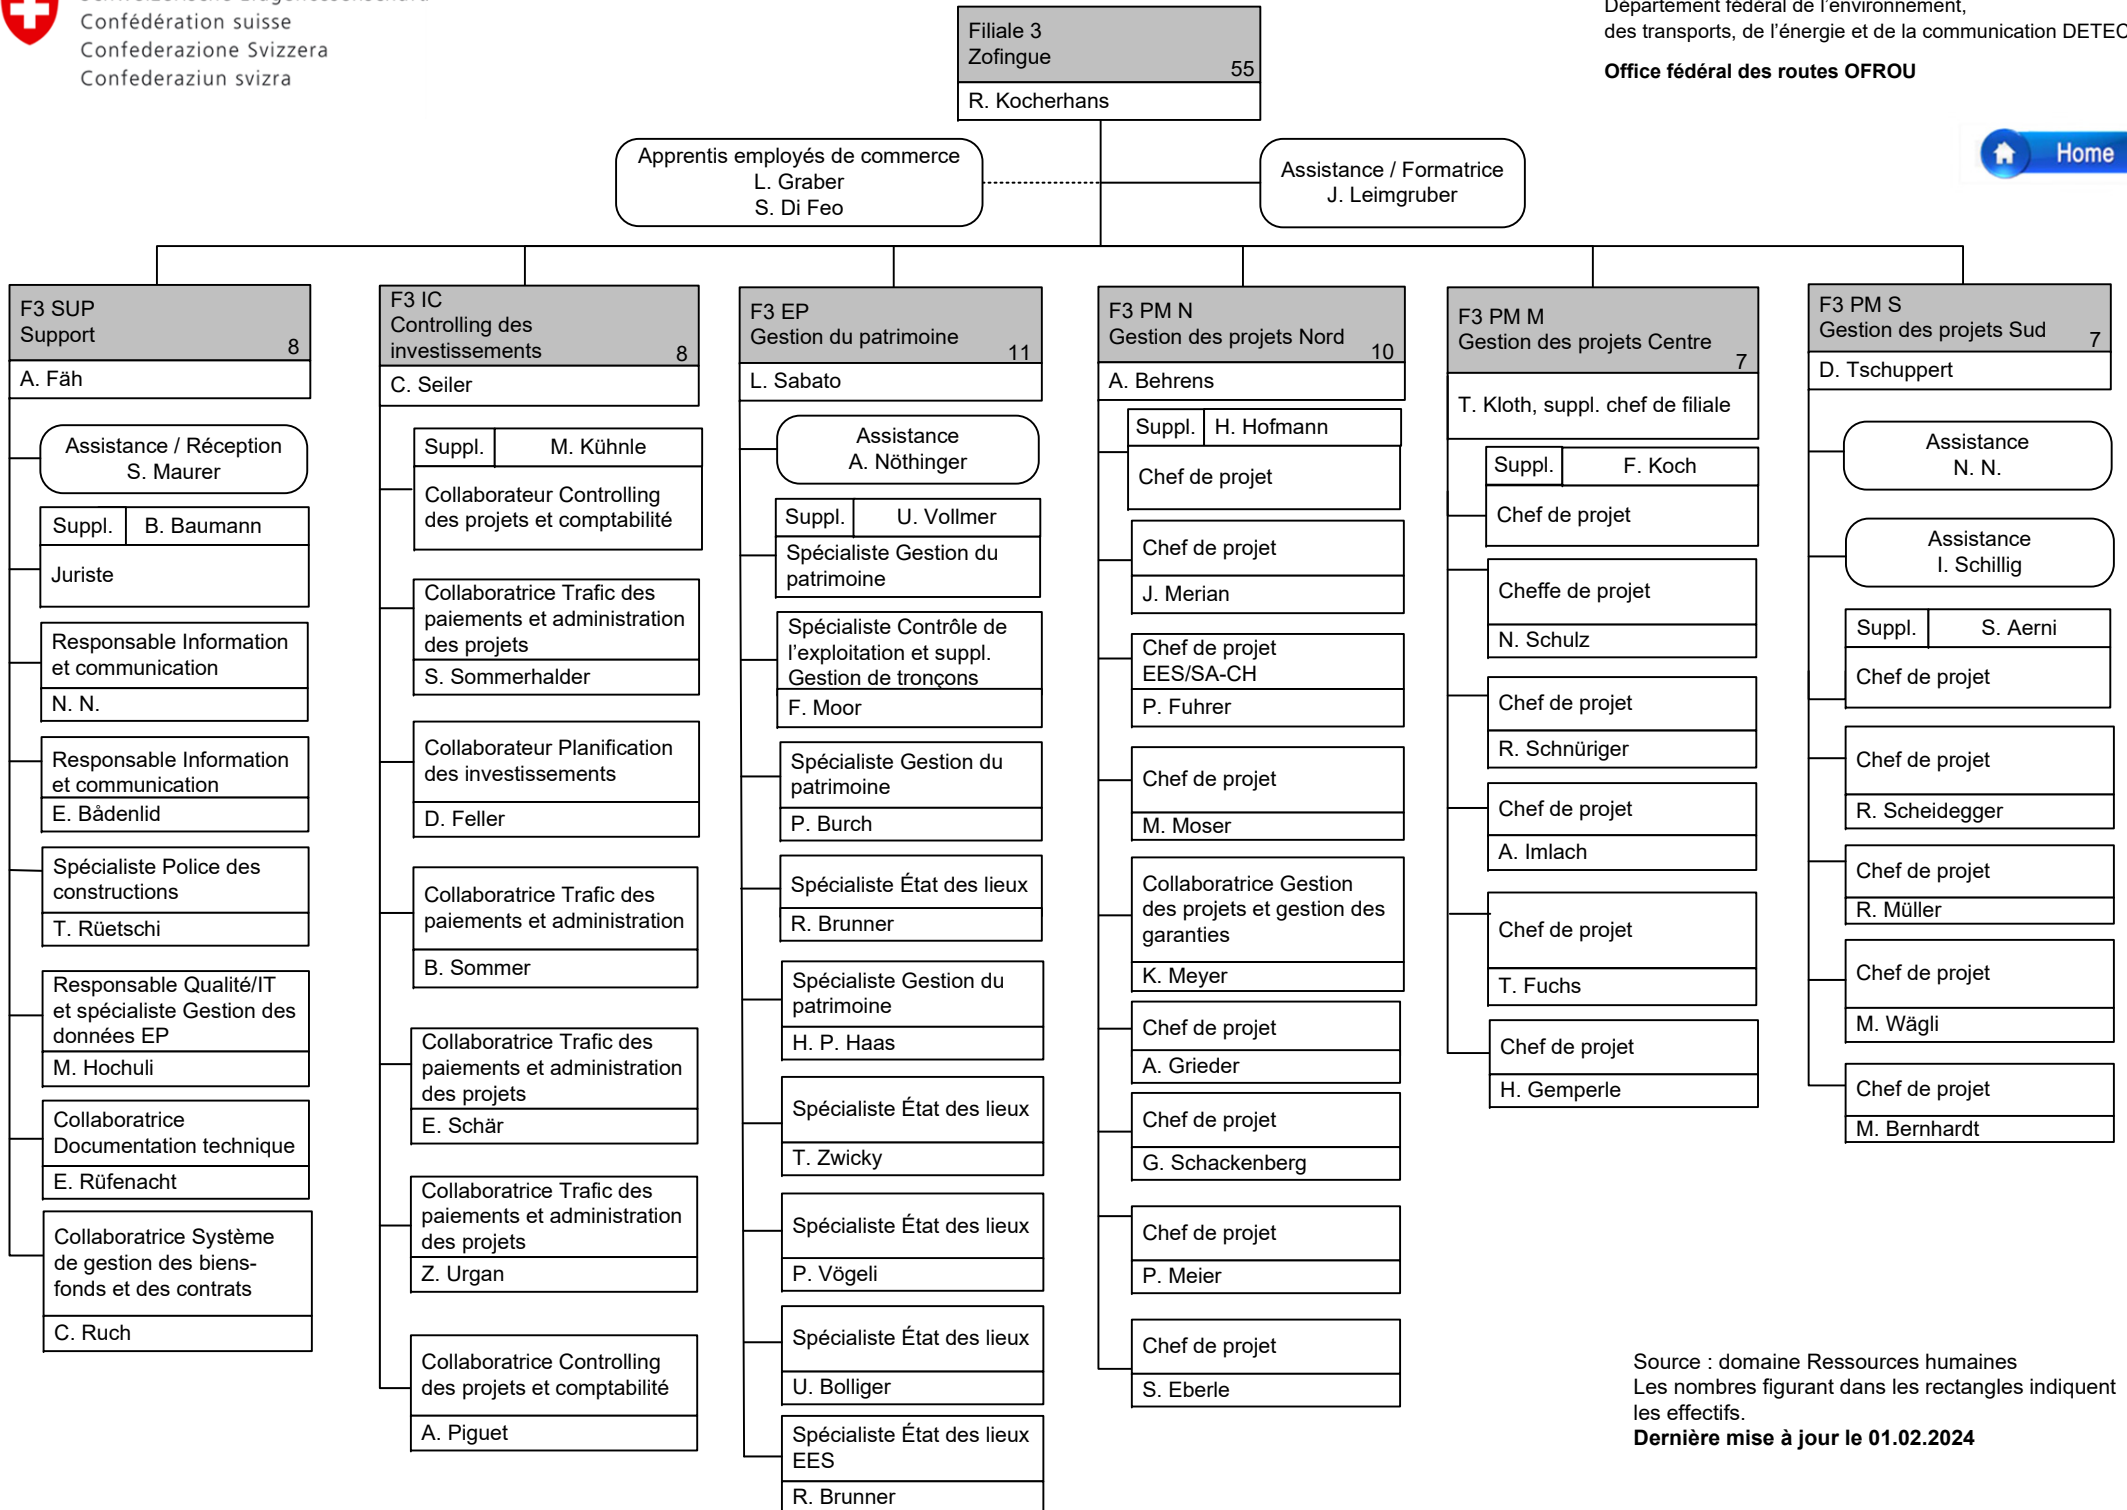 Confédération suisse
Confederazione Svizzera
Confederaziun svizra
Département fédéral de l'environnement,
des transports, de l'énergie et de la communication DETEC
Office fédéral des routes OFROU
Home
Filiale 3
Zofingue
55
R. Kocherhans
Apprentis employés de commerce
L. Graber
S. Di Feo
Assistance / Formatrice
J. Leimgruber
F3 SUP
Support
8
A. Fäh
Assistance / Réception
S. Maurer
Suppl. B. Baumann
Juriste
Responsable Information
et communication
N. N.
Responsable Information
et communication
E. Bådenlid
Spécialiste Police des
constructions
T. Rüetschi
Responsable Qualité/IT
et spécialiste Gestion des
données EP
M. Hochuli
Collaboratrice
Documentation technique
E. Rüfenacht
Collaboratrice Système
de gestion des biens-
fonds et des contrats
C. Ruch
F3 IC
Controlling des
investissements
8
C. Seiler
Suppl. M. Kühnle
Collaborateur Controlling
des projets et comptabilité
Collaboratrice Trafic des
paiements et administration
des projets
S. Sommerhalder
Collaborateur Planification
des investissements
D. Feller
Collaboratrice Trafic des
paiements et administration
B. Sommer
Collaboratrice Trafic des
paiements et administration
des projets
E. Schär
Collaboratrice Trafic des
paiements et administration
des projets
Z. Urgan
Collaboratrice Controlling
des projets et comptabilité
A. Piguet
F3 EP
Gestion du patrimoine
11
L. Sabato
Assistance
A. Nöthinger
Suppl. U. Vollmer
Spécialiste Gestion du
patrimoine
Spécialiste Contrôle de
l'exploitation et suppl.
Gestion de tronçons
F. Moor
Spécialiste Gestion du
patrimoine
P. Burch
Spécialiste État des lieux
R. Brunner
Spécialiste Gestion du
patrimoine
H. P. Haas
Spécialiste État des lieux
T. Zwicky
Spécialiste État des lieux
P. Vögeli
Spécialiste État des lieux
U. Bolliger
Spécialiste État des lieux
EES
R. Brunner
F3 PM N
Gestion des projets Nord
10
A. Behrens
Suppl. H. Hofmann
Chef de projet
Chef de projet
J. Merian
Chef de projet
EES/SA-CH
P. Fuhrer
Chef de projet
M. Moser
Collaboratrice Gestion
des projets et gestion des
garanties
K. Meyer
Chef de projet
A. Grieder
Chef de projet
G. Schackenberg
Chef de projet
P. Meier
Chef de projet
S. Eberle
F3 PM M
Gestion des projets Centre
7
T. Kloth, suppl. chef de filiale
Suppl. F. Koch
Chef de projet
Cheffe de projet
N. Schulz
Chef de projet
R. Schnüriger
Chef de projet
A. Imlach
Chef de projet
T. Fuchs
Chef de projet
H. Gemperle
F3 PM S
Gestion des projets Sud
7
D. Tschuppert
Assistance
N. N.
Assistance
I. Schillig
Suppl. S. Aerni
Chef de projet
Chef de projet
R. Scheidegger
Chef de projet
R. Müller
Chef de projet
M. Wägli
Chef de projet
M. Bernhardt
Source : domaine Ressources humaines
Les nombres figurant dans les rectangles indiquent
les effectifs.
Dernière mise à jour le 01.02.2024